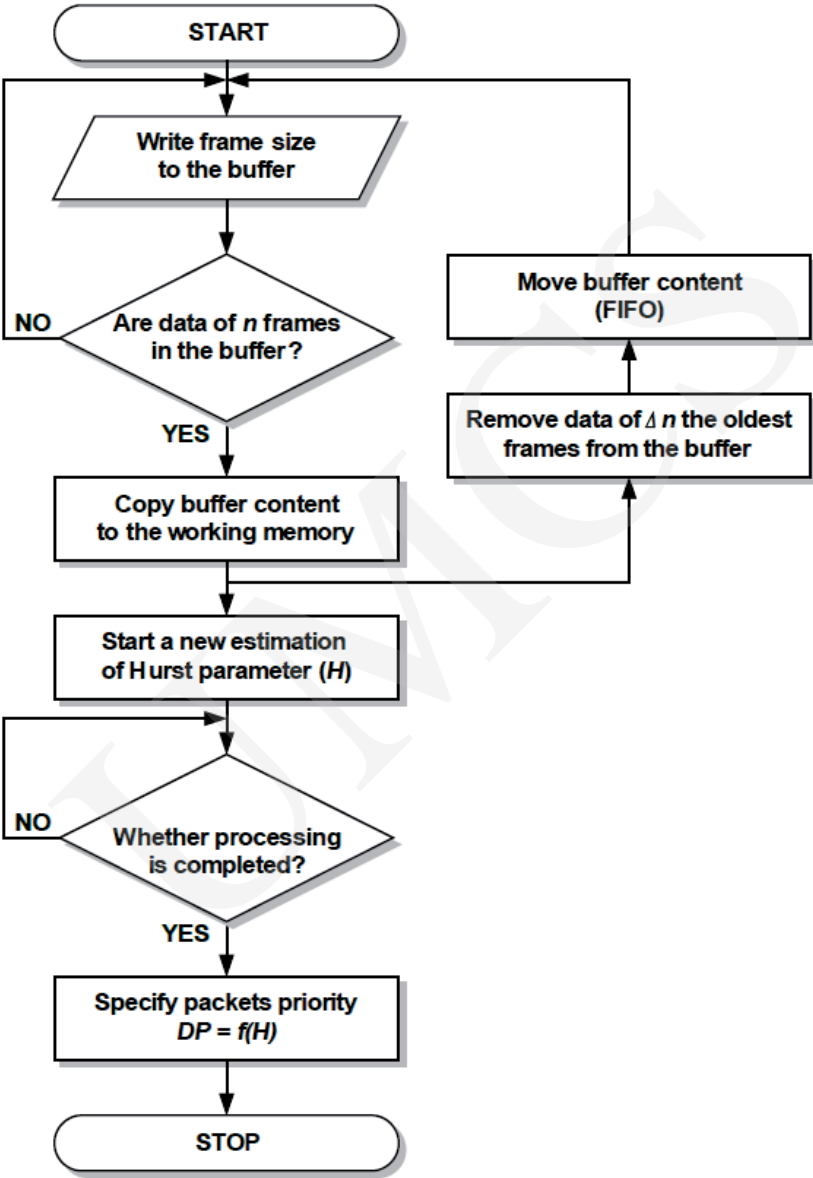 START
Write frame size
to the buffer
Are data of n frames
in the buffer?
NO
YES
Move buffer content
(FIFO)
Remove data of Δ n the oldest
frames from the buffer
Copy buffer content
to the working memory
Start a new estimation
of Hurst parameter (H)
NO
Whether processing
is completed?
YES
Specify packets priority
DP = f(H)
STOP
UMCS